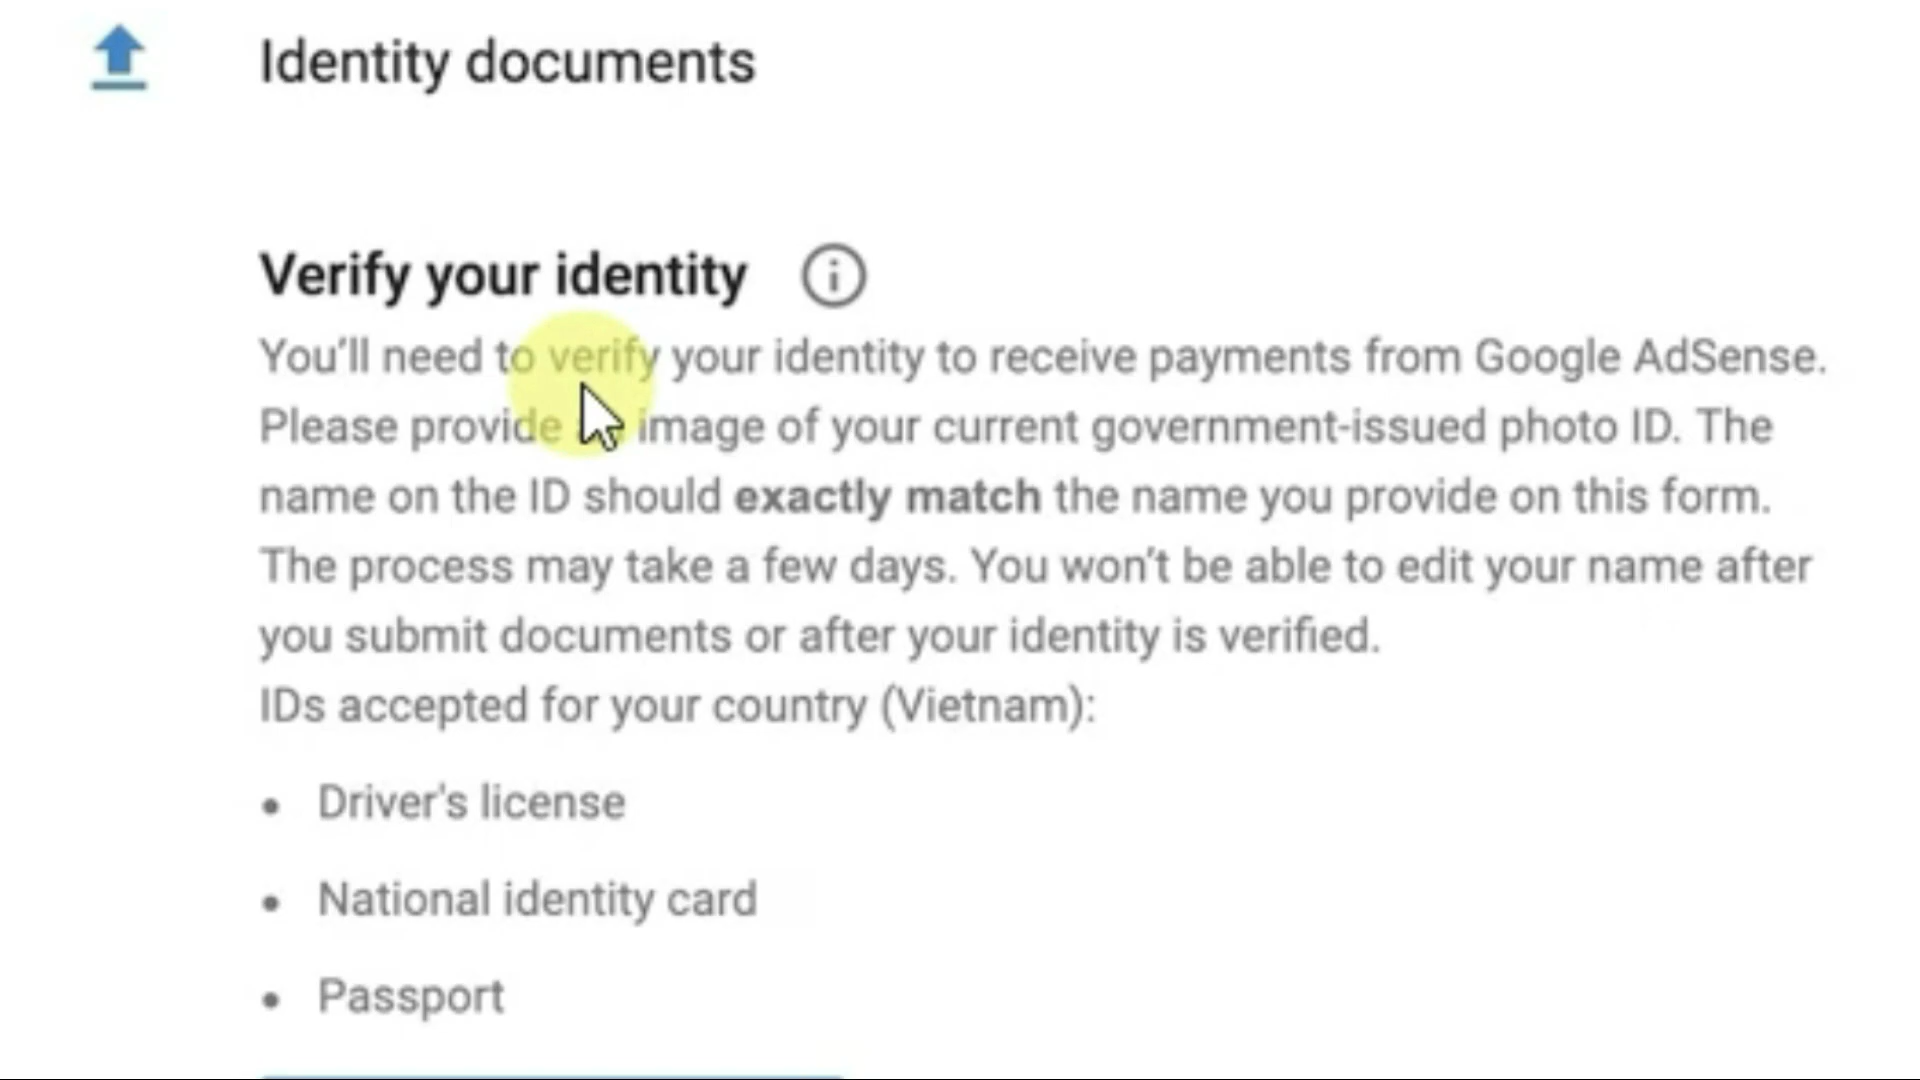 Identity documents
Verify your identity
You’ll need to verify your identity to receive payments from Google AdSense.
Please provide image of your current government-issued photo ID. The
name on the ID should exactly match the name you provide on this form.
The process may take a few days. You won’t be able to edit your name after
you submit documents or after your identity is verified.
IDs accepted for your country (Vietnam):
• Driver's license
• National identity card
• Passport